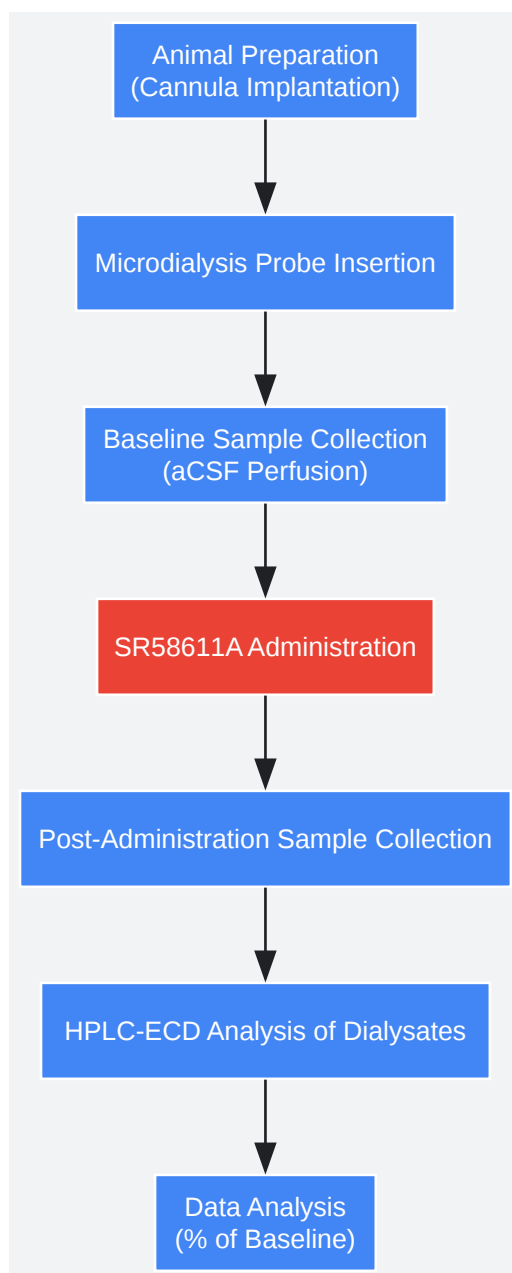 Animal Preparation
(Cannula Implantation)
Microdialysis Probe Insertion
Baseline Sample Collection
(aCSF Perfusion)
SR58611A Administration
Post-Administration Sample Collection
HPLC-ECD Analysis of Dialysates
Data Analysis
(% of Baseline)